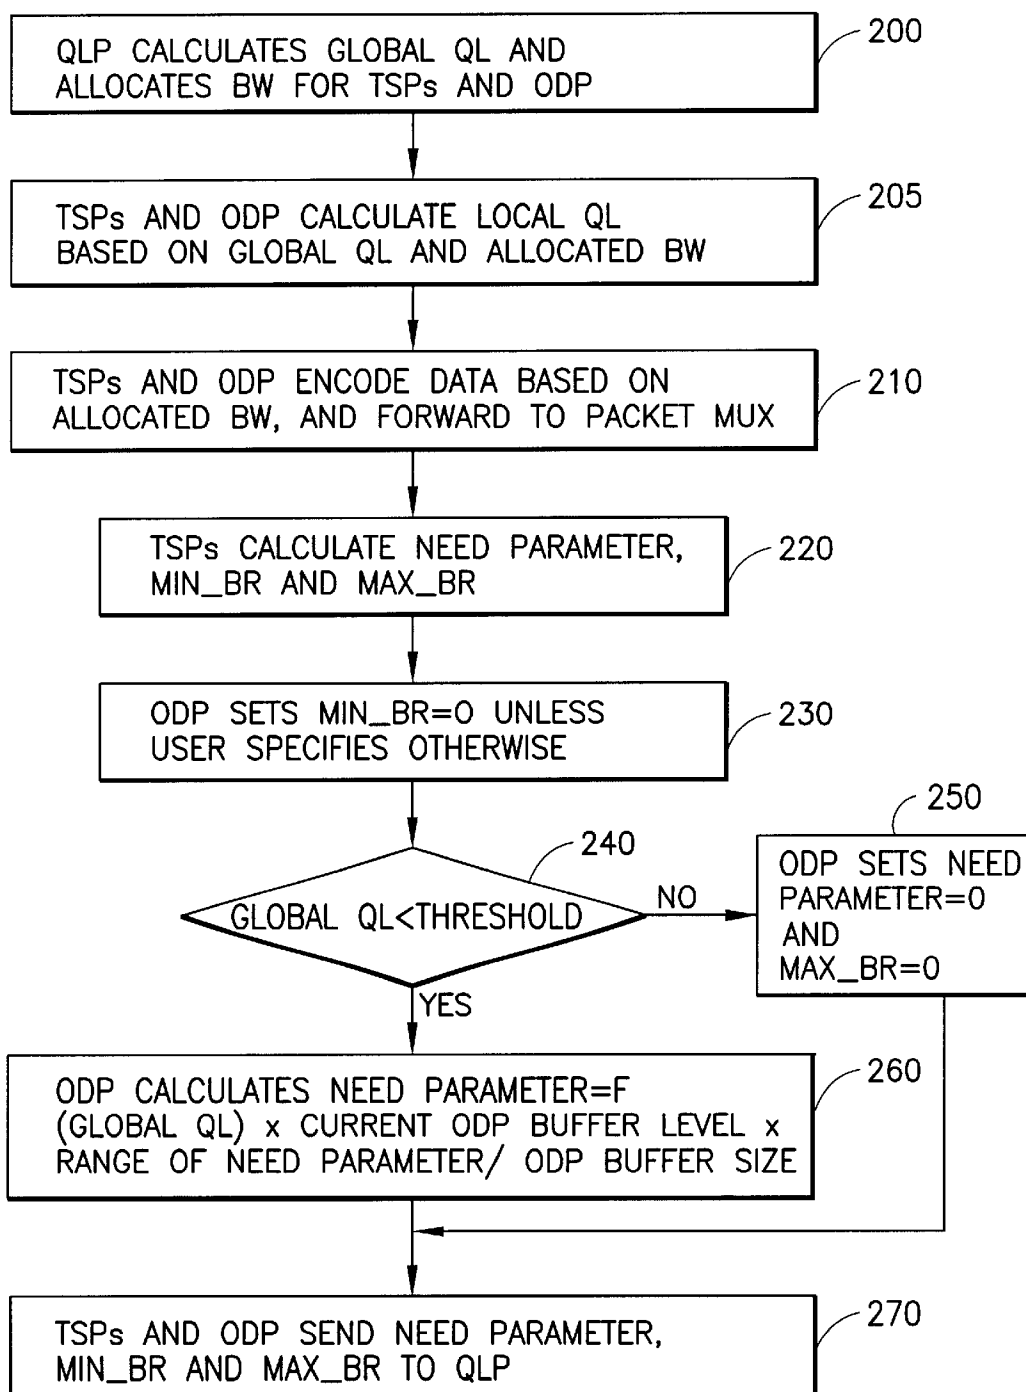 QLP CALCULATES GLOBAL QL AND
ALLOCATES BW FOR TSPs AND ODP
200
TSPs AND ODP CALCULATE LOCAL QL
BASED ON GLOBAL QL AND ALLOCATED BW
205
TSPs AND ODP ENCODE DATA BASED ON
ALLOCATED BW, AND FORWARD TO PACKET MUX
210
TSPs CALCULATE NEED PARAMETER,
MIN_BR AND MAX_BR
220
ODP SETS MIN_BR=0 UNLESS
USER SPECIFIES OTHERWISE
230
GLOBAL QL<THRESHOLD
240
NO
YES
250
ODP SETS NEED
PARAMETER=0
AND
MAX_BR=0
ODP CALCULATES NEED PARAMETER=F
(GLOBAL QL) x CURRENT ODP BUFFER LEVEL x
RANGE OF NEED PARAMETER/ ODP BUFFER SIZE
260
TSPs AND ODP SEND NEED PARAMETER,
MIN_BR AND MAX_BR TO QLP
270